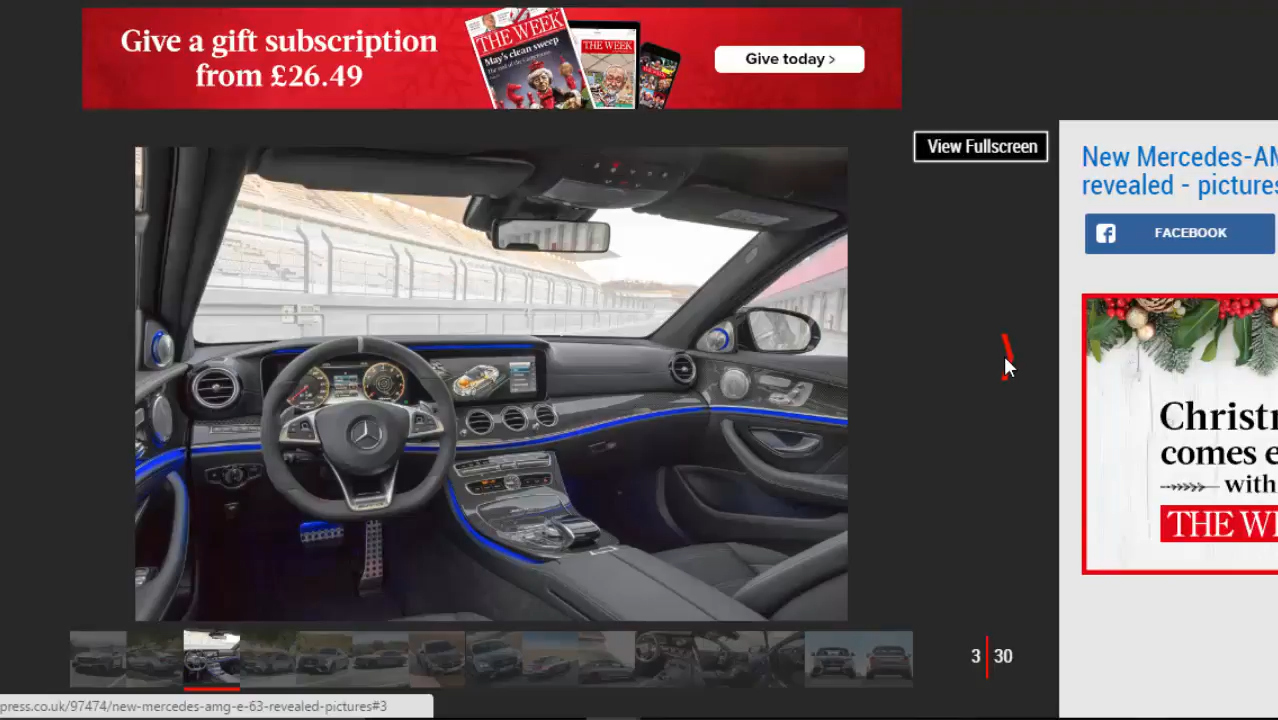 Give a gift subscription
from £26.49
THE WEEK
May's clean sweep
THE WEEK
Give today >
View Fullscreen
New Mercedes-AM
revealed - pictures
FACEBOOK
Christm
comes e
with
THE WE
3 30
press.co.uk/97474/new-mercedes-amg-e-63-revealed-pictures#3